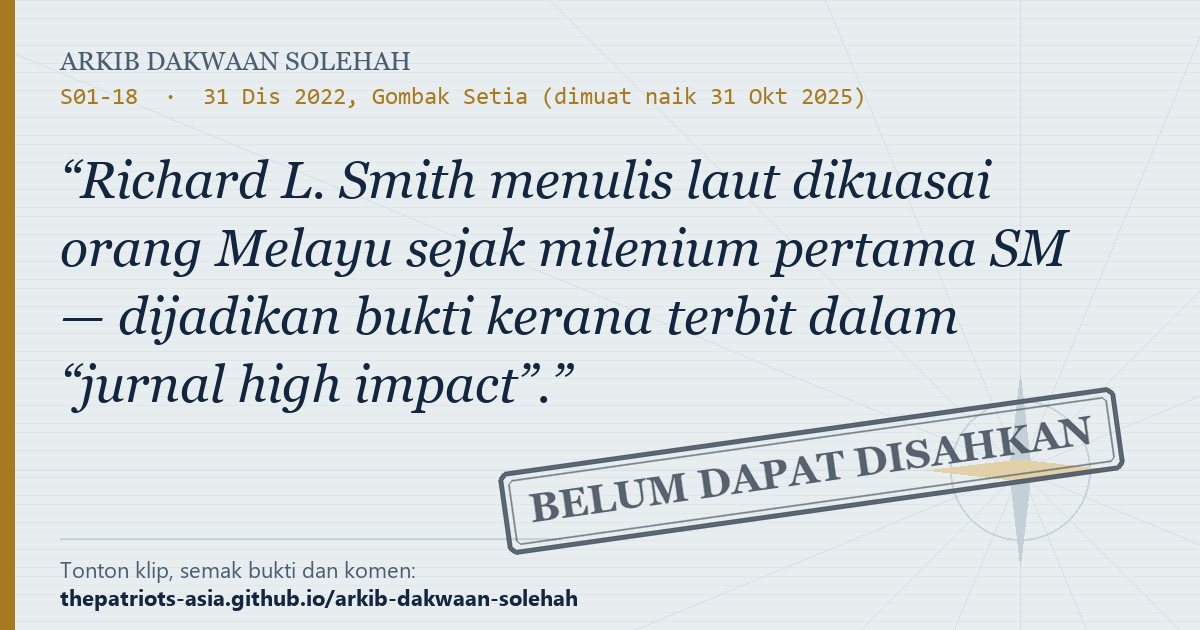 ARKIB DAKWAAN SOLEHAH
S01-18 · 31 Dis 2022, Gombak Setia (dimuat naik 31 Okt 2025)
“Richard L. Smith menulis laut dikuasai
orang Melayu sejak milenium pertama SM
— dijadikan bukti kerana terbit dalam
“jurnal high impact”.”
BELUM DAPAT DISAHKAN
Tonton klip, semak bukti dan komen:
thepatriots-asia.github.io/arkib-dakwaan-solehah